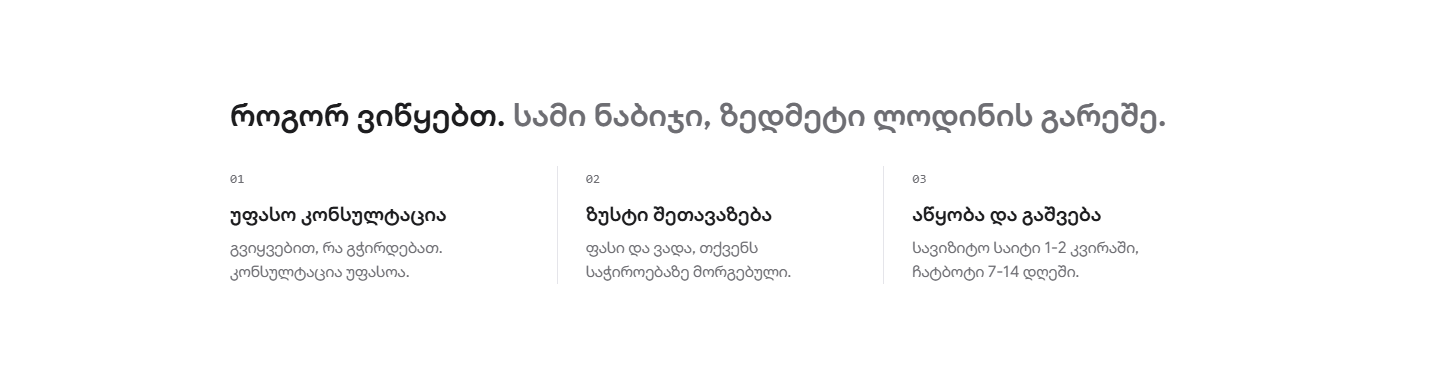 როგორ ვიწყებთ. სამი ნაბიჯი, ზედმეტი ლოდინის გარეშე.
01
უფასო კონსულტაცია
გვიყვებით, რა გჭირდებათ.
კონსულტაცია უფასოა.
02
ზუსტი შეთავაზება
ფასი და ვადა, თქვენს
საჭიროებაზე მორგებული.
03
აწყობა და გაშვება
სავიზიტო საიტი 1-2 კვირაში,
ჩატბოტი 7-14 დღეში.